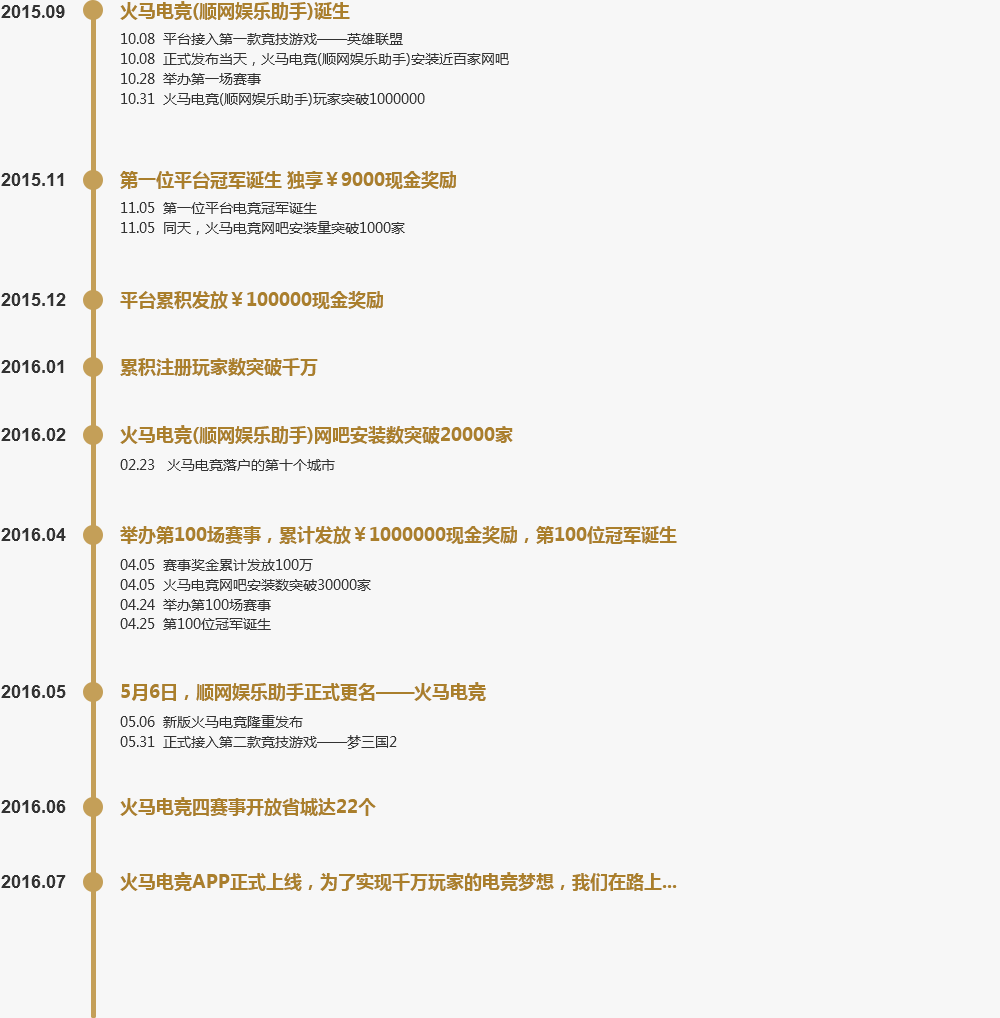 2015.09 火马电竞(顺网娱乐助手)诞生
10.08 平台接入第一款竞技游戏——英雄联盟
10.08 正式发布当天，火马电竞(顺网娱乐助手)安装近百家网吧
10.28 举办第一场赛事
10.31 火马电竞(顺网娱乐助手)玩家突破1000000
2015.11 第一位平台冠军诞生 独享￥9000现金奖励
11.05 第一位平台电竞冠军诞生
11.05 同天，火马电竞网吧安装量突破1000家
2015.12 平台累积发放￥100000现金奖励
2016.01 累积注册玩家数突破千万
2016.02 火马电竞(顺网娱乐助手)网吧安装数突破20000家
02.23 火马电竞落户的第十个城市
2016.04 举办第100场赛事，累计发放￥1000000现金奖励，第100位冠军诞生
04.05 赛事奖金累计发放100万
04.05 火马电竞网吧安装数突破30000家
04.24 举办第100场赛事
04.25 第100位冠军诞生
2016.05 5月6日，顺网娱乐助手正式更名——火马电竞
05.06 新版火马电竞隆重发布
05.31 正式接入第二款竞技游戏——梦三国2
2016.06 火马电竞四赛事开放省城达22个
2016.07 火马电竞APP正式上线，为了实现千万玩家的电竞梦想，我们在路上...